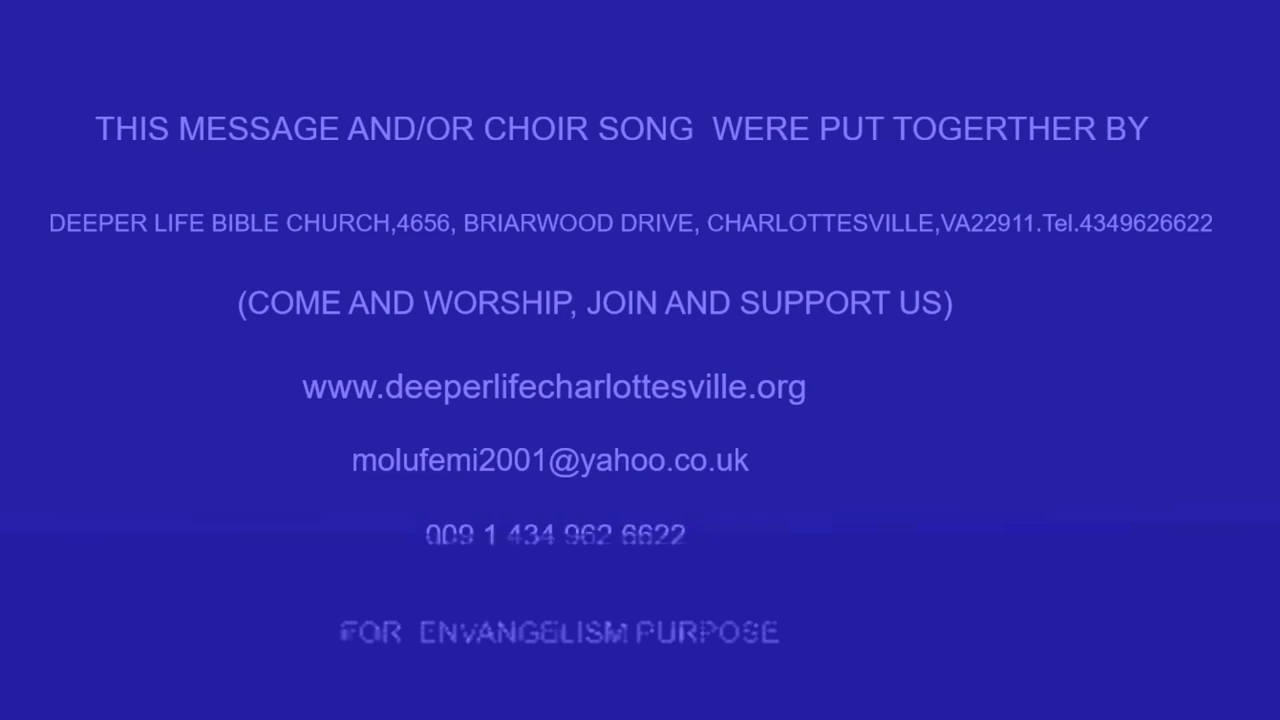 THIS MESSAGE AND/OR CHOIR SONG  WERE PUT TOGERTHER BY
DEEPER LIFE BIBLE CHURCH,4656, BRIARWOOD DRIVE, CHARLOTTESVILLE,VA22911.Tel.4349626622
(COME AND WORSHIP, JOIN AND SUPPORT US)
www.deeperlifecharlottesville.org
molufemi2001@yahoo.co.uk
009 1 434 962 6622
FOR  ENVANGELISM PURPOSE